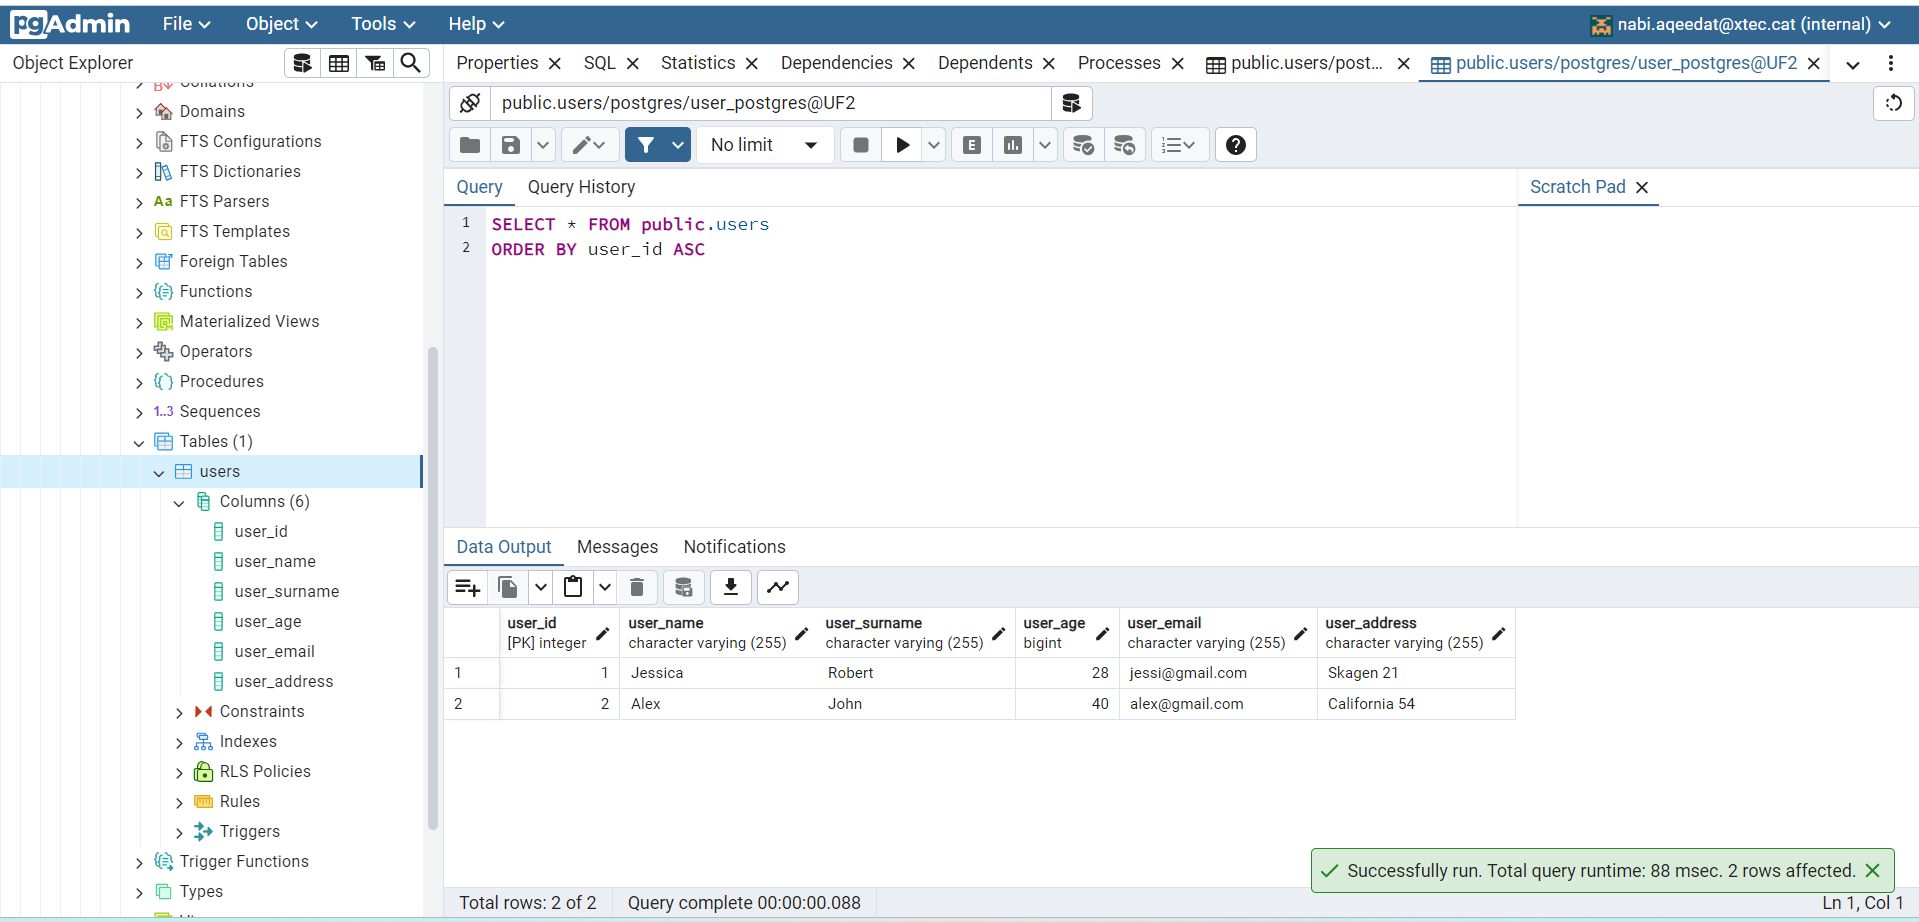 pgAdmin File Object Tools Help nabi.aqeedat@xtec.cat (internal)
Object Explorer
Properties SQL Statistics Dependencies Dependents Processes public.users/post... public.users/postgres/user_postgres@UF2
public.users/postgres/user_postgres@UF2
No limit
E
Query Query History Scratch Pad
1 SELECT * FROM public.users
2 ORDER BY user_id ASC
Collations
Domains
FTS Configurations
FTS Dictionaries
Aa FTS Parsers
FTS Templates
Foreign Tables
Functions
Materialized Views
Operators
Procedures
1..3 Sequences
Tables (1)
users
Columns (6)
user_id
user_name
user_surname
user_age
user_email
user_address
Constraints
Indexes
RLS Policies
Rules
Triggers
Trigger Functions
Types
Data Output Messages Notifications
user_id user_name user_surname user_age user_email user_address
[PK] integer character varying (255) character varying (255) bigint character varying (255) character varying (255)
1 1 Jessica Robert 28 jessi@gmail.com Skagen 21
2 2 Alex John 40 alex@gmail.com California 54
Successfully run. Total query runtime: 88 msec. 2 rows affected.
Total rows: 2 of 2 Query complete 00:00:00.088 Ln 1, Col 1